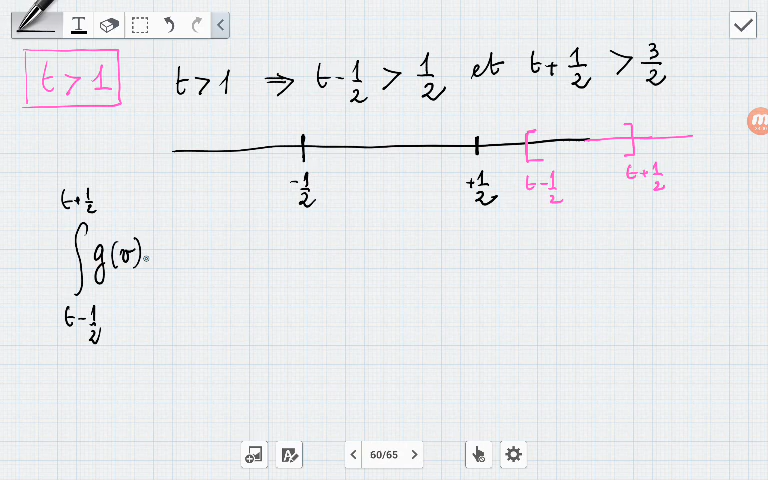 T
t > 1
t > 1 ⇒ t - 1/2 > 1/2 et t + 1/2 > 3/2
-1/2 +1/2 t - 1/2 t + 1/2
t + 1/2
∫ g(v)
t - 1/2
60/65